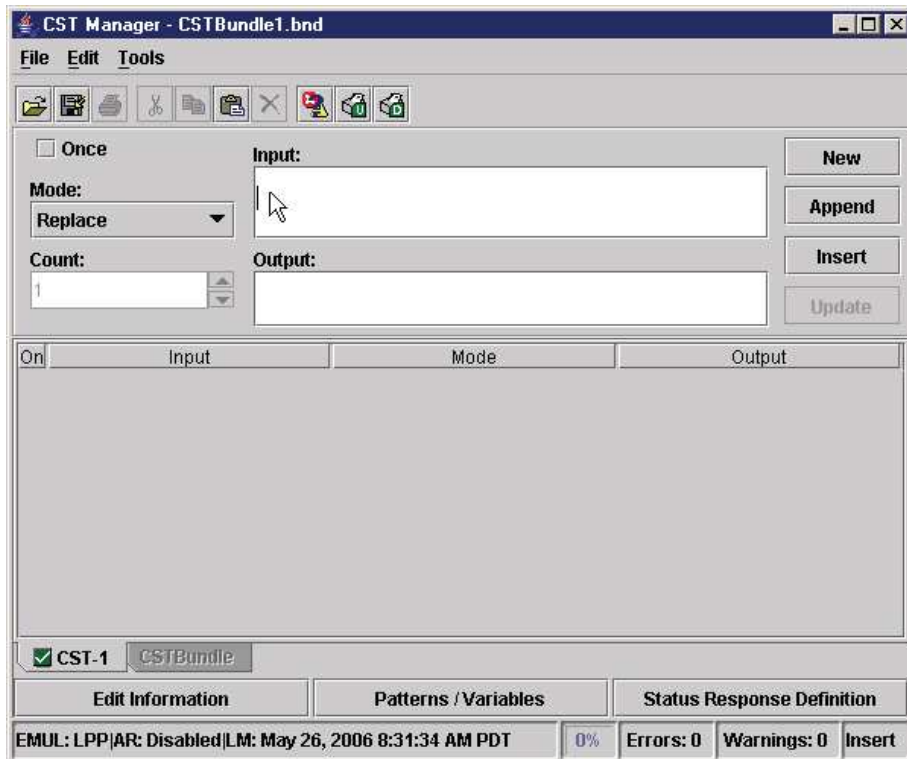 CST Manager - CSTBundle1.bnd
File Edit Tools
Once
Input:
New
Mode:
Replace
Append
Count:
Output:
Insert
1
Update
On Input Mode Output
CST-1 CSTBundle
Edit Information Patterns / Variables Status Response Definition
EMUL: LPP|AR: Disabled|LM: May 26, 2006 8:31:34 AM PDT 0% Errors: 0 Warnings: 0 Insert